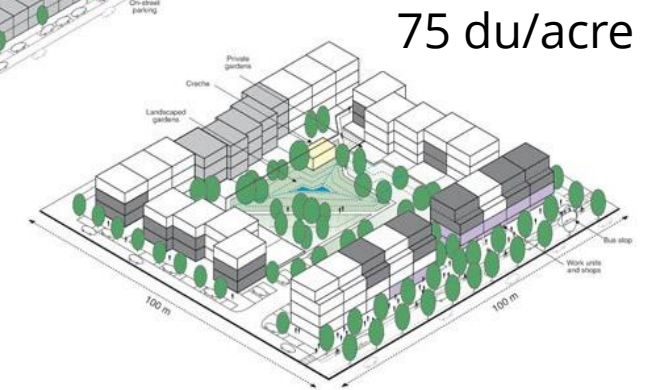 On-street
parking
75 du/acre
Private
gardens
Creche
Landscaped
gardens
Bus stop
Work units
and shops
100 m
100 m